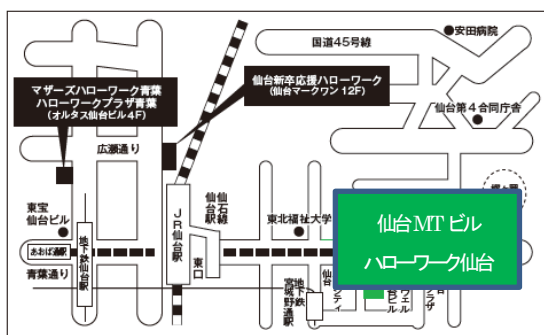 安田病院
国道45号線
マザーズハローワーク青葉
ハローワークプラザ青葉
(オルタス仙台ビル4F)
仙台新卒応援ハローワーク
(仙台マークワン12F)
仙台第4合同庁舎
広瀬通り
東宝
仙台ビル
仙石線
仙台駅
JR仙台駅
東口
東北福祉大学
仙台MTビル
ハローワーク仙台
あおば通駅
地下鉄仙台駅
青葉通り
地下鉄
宮城野通駅